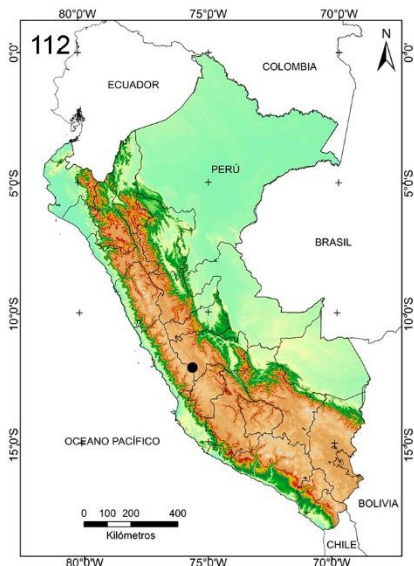 80°0'W
75°0'W
70°0'W
112
N
0°0'
0°0'
COLOMBIA
ECUADOR
PERÚ
5°0'S
5°0'S
BRASIL
10°0'S
10°0'S
OCEANO PACÍFICO
15°0'S
15°0'S
BOLIVIA
0 100 200 400
Kilómetros
CHILE
80°0'W
75°0'W
70°0'W